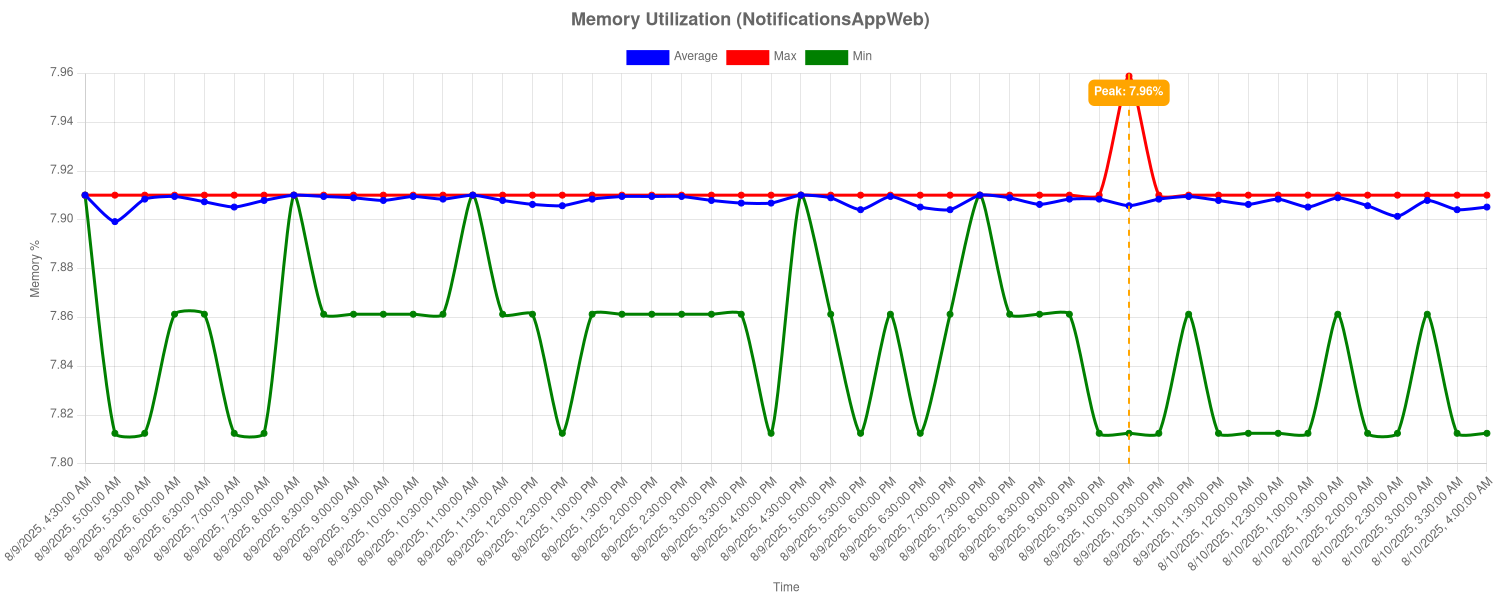 Memory Utilization (NotificationsAppWeb)
Average Max Min
7.96
Peak: 7.96%
7.94
7.92
7.90
7.88
7.86
7.84
7.82
7.80
Memory %
8/9/2025, 4:30:00 AM
8/9/2025, 5:00:00 AM
8/9/2025, 5:30:00 AM
8/9/2025, 6:00:00 AM
8/9/2025, 6:30:00 AM
8/9/2025, 7:00:00 AM
8/9/2025, 7:30:00 AM
8/9/2025, 8:00:00 AM
8/9/2025, 8:30:00 AM
8/9/2025, 9:00:00 AM
8/9/2025, 9:30:00 AM
8/9/2025, 10:00:00 AM
8/9/2025, 10:30:00 AM
8/9/2025, 11:00:00 AM
8/9/2025, 11:30:00 AM
8/9/2025, 12:00:00 PM
8/9/2025, 12:30:00 PM
8/9/2025, 1:00:00 PM
8/9/2025, 1:30:00 PM
8/9/2025, 2:00:00 PM
8/9/2025, 2:30:00 PM
8/9/2025, 3:00:00 PM
8/9/2025, 3:30:00 PM
8/9/2025, 4:00:00 PM
8/9/2025, 4:30:00 PM
8/9/2025, 5:00:00 PM
8/9/2025, 5:30:00 PM
8/9/2025, 6:00:00 PM
8/9/2025, 6:30:00 PM
8/9/2025, 7:00:00 PM
8/9/2025, 7:30:00 PM
8/9/2025, 8:00:00 PM
8/9/2025, 8:30:00 PM
8/9/2025, 9:00:00 PM
8/9/2025, 9:30:00 PM
8/9/2025, 10:00:00 PM
8/9/2025, 10:30:00 PM
8/9/2025, 11:00:00 PM
8/9/2025, 11:30:00 PM
8/10/2025, 12:00:00 AM
8/10/2025, 12:30:00 AM
8/10/2025, 1:00:00 AM
8/10/2025, 1:30:00 AM
8/10/2025, 2:00:00 AM
8/10/2025, 2:30:00 AM
8/10/2025, 3:00:00 AM
8/10/2025, 3:30:00 AM
8/10/2025, 4:00:00 AM
Time